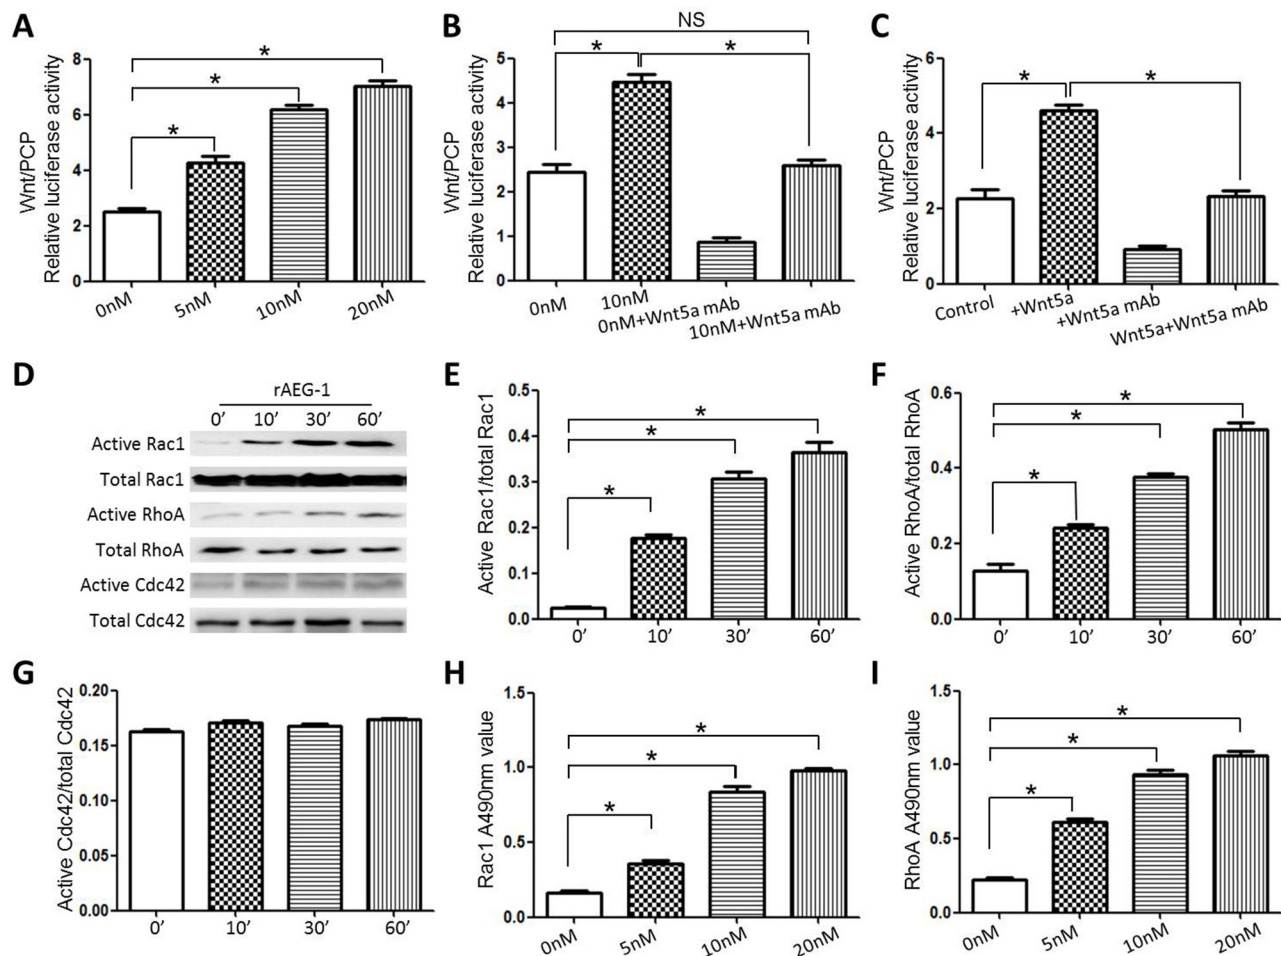 A
Wnt/PCP
Relative luciferase activity
8
6
4
2
0
*
*
*
0nM
5nM
10nM
20nM
B
Wnt/PCP
Relative luciferase activity
5
4
3
2
1
0
NS
*
*
0nM
10nM
0nM+Wnt5a mAb
10nM+Wnt5a mAb
C
Wnt/PCP
Relative luciferase activity
6
4
2
0
*
*
Control
+Wnt5a
+Wnt5a mAb
Wnt5a+Wnt5a mAb
D
rAEG-1
0′ 10′ 30′ 60′
Active Rac1
Total Rac1
Active RhoA
Total RhoA
Active Cdc42
Total Cdc42
E
Active Rac1/total Rac1
0.5
0.4
0.3
0.2
0.1
0.0
*
*
*
0′ 10′ 30′ 60′
F
Active RhoA/total RhoA
0.6
0.4
0.2
0.0
*
*
*
0′ 10′ 30′ 60′
G
Active Cdc42/total Cdc42
0.20
0.15
0.10
0.05
0.00
0′ 10′ 30′ 60′
H
Rac1 A490nm value
1.5
1.0
0.5
0.0
*
*
*
0nM
5nM
10nM
20nM
I
RhoA A490nm value
1.5
1.0
0.5
0.0
*
*
*
0nM
5nM
10nM
20nM